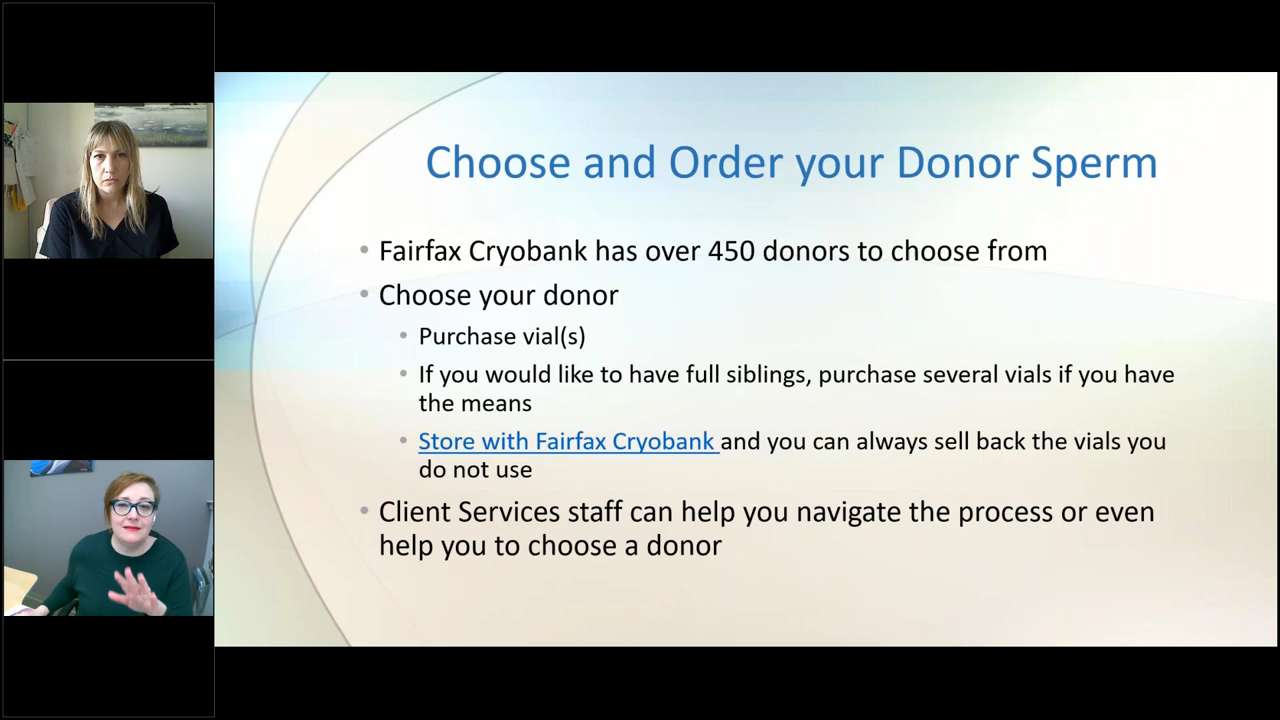 Choose and Order your Donor Sperm
• Fairfax Cryobank has over 450 donors to choose from
• Choose your donor
• Purchase vial(s)
• If you would like to have full siblings, purchase several vials if you have
the means
• Store with Fairfax Cryobank and you can always sell back the vials you
do not use
• Client Services staff can help you navigate the process or even
help you to choose a donor